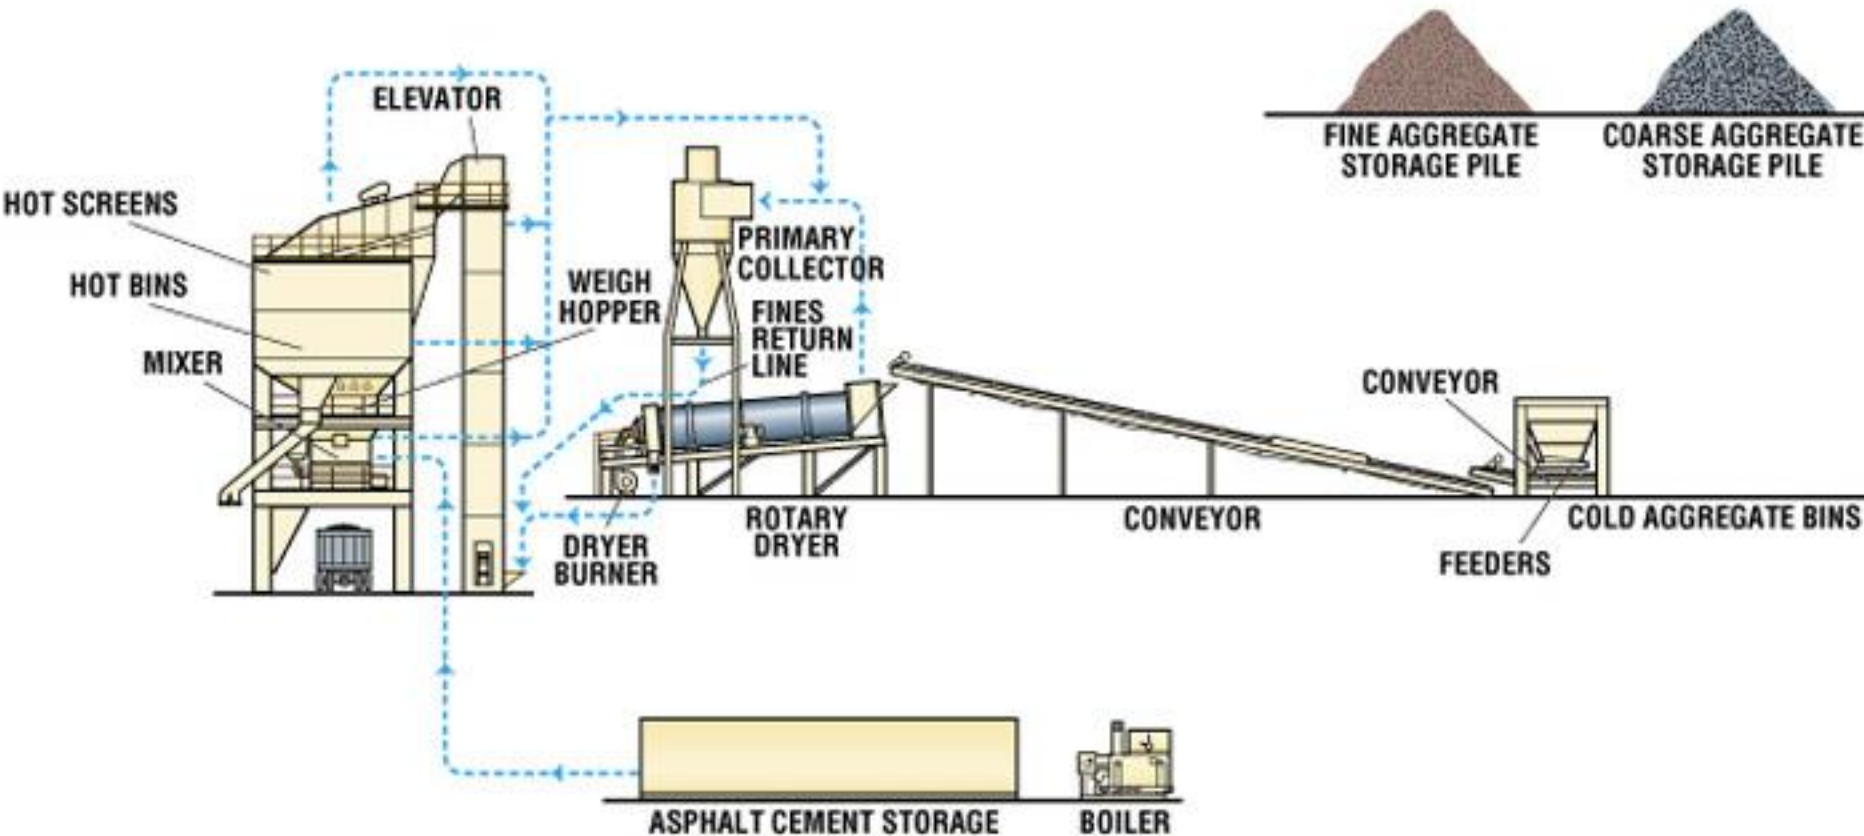 ELEVATOR
FINE AGGREGATE
STORAGE PILE
COARSE AGGREGATE
STORAGE PILE
HOT SCREENS
HOT BINS
MIXER
WEIGH
HOPPER
PRIMARY
COLLECTOR
FINES
RETURN
LINE
CONVEYOR
DRYER
BURNER
ROTARY
DRYER
CONVEYOR
COLD AGGREGATE BINS
FEEDERS
ASPHALT CEMENT STORAGE
BOILER